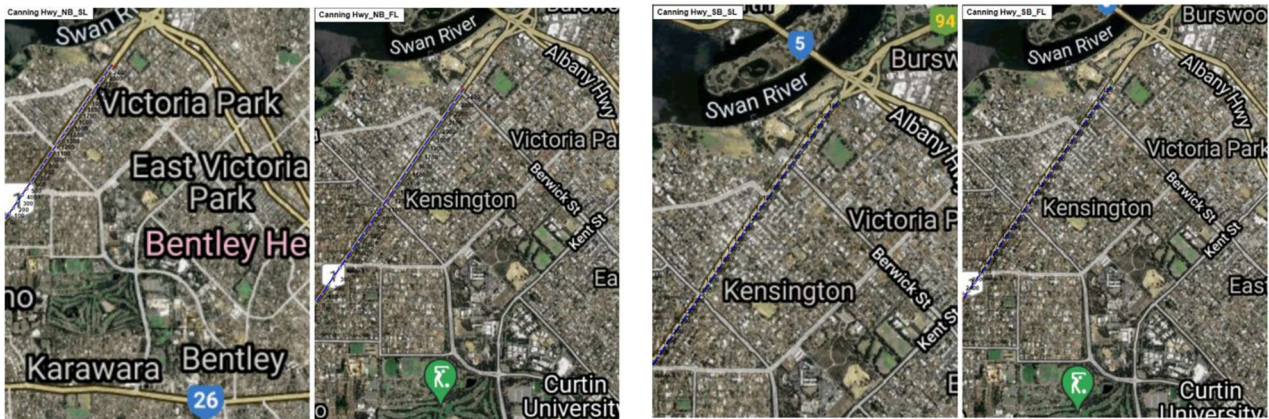 Canning Hwy_NB_SL
Swan R
Victoria Park
East Victoria
Park
Bentley He
no
Karawara
Bentley
26
Canning Hwy_NB_FL
Swan River
Albany Hwy
Victoria Pa
Berwick St
Kensington
Kent St
Ea
Curtin
University
o
Canning Hwy_SB_SL
94
5
Bursw
Swan River
Albany H
Victoria P
Berwick St
Kensington
Kent St
E
Canning Hwy_SB_FL
Burswoo
Swan River
Albany Hwy
Victoria Park
Berwick St
Kensington
Kent St
East
Curtin
University